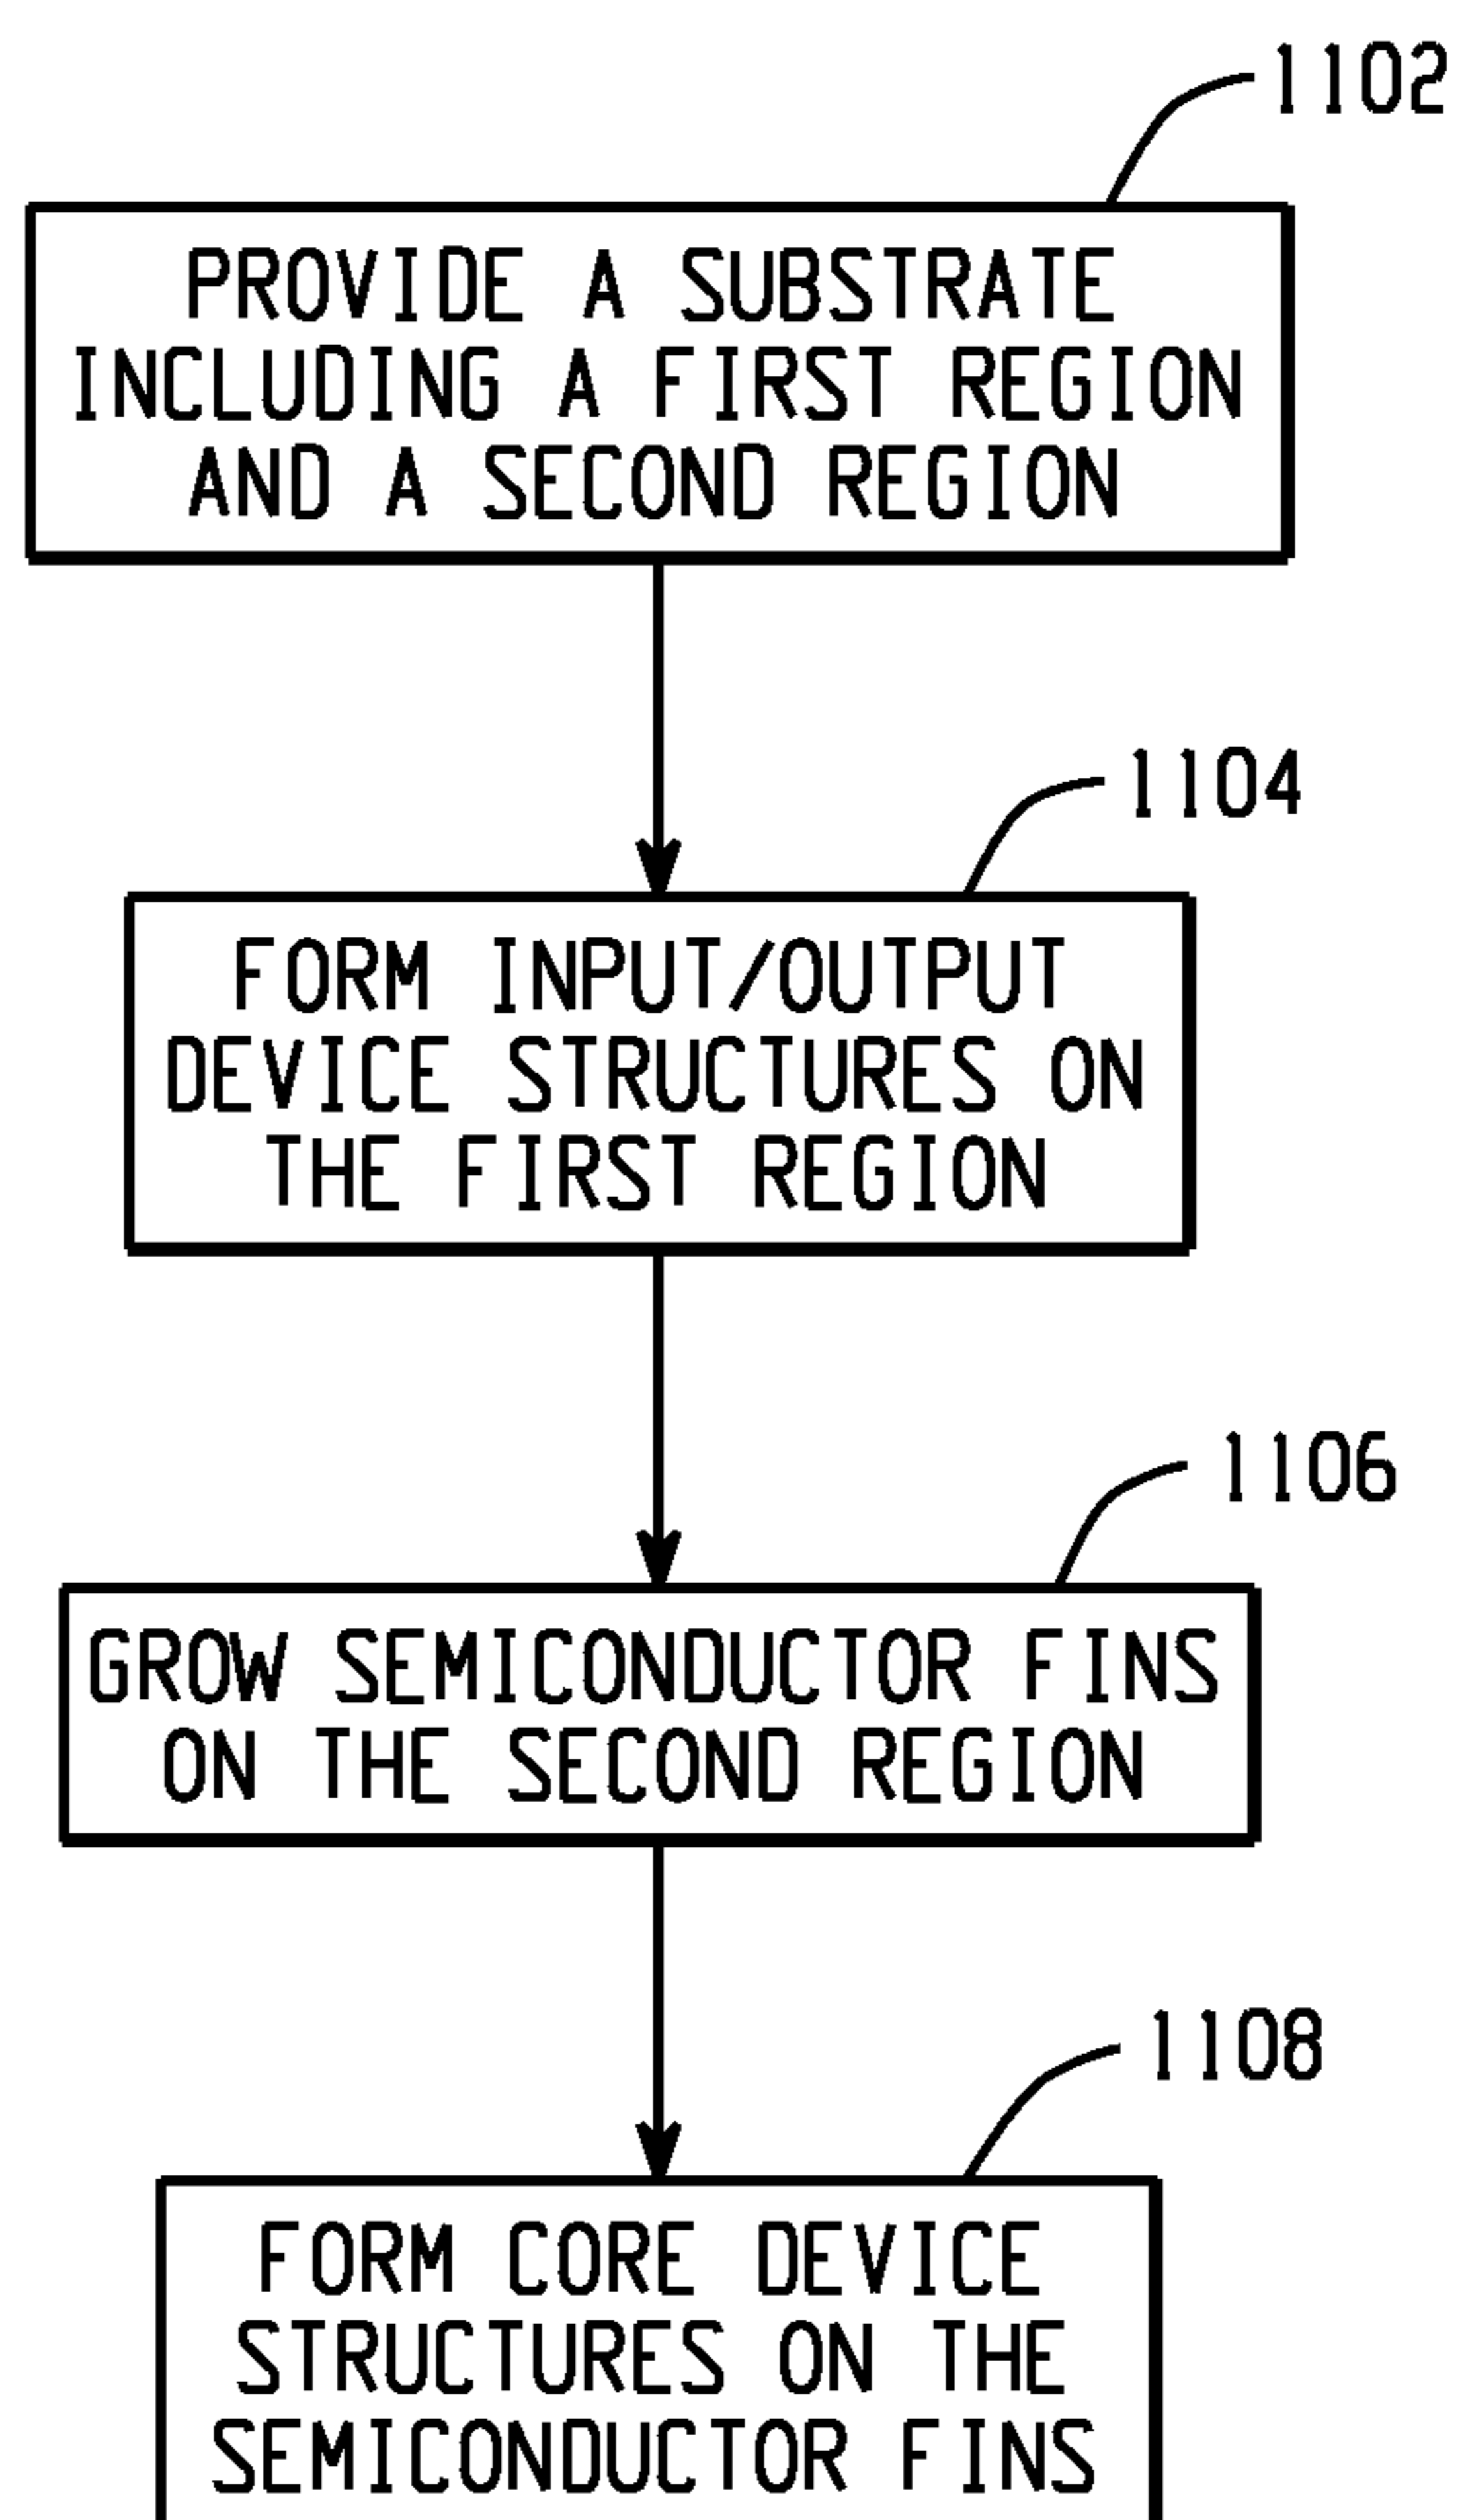 1102
PROVIDE A SUBSTRATE
INCLUDING A FIRST REGION
AND A SECOND REGION
1104
FORM INPUT/OUTPUT
DEVICE STRUCTURES ON
THE FIRST REGION
1106
GROW SEMICONDUCTOR FINS
ON THE SECOND REGION
1108
FORM CORE DEVICE
STRUCTURES ON THE
SEMICONDUCTOR FINS